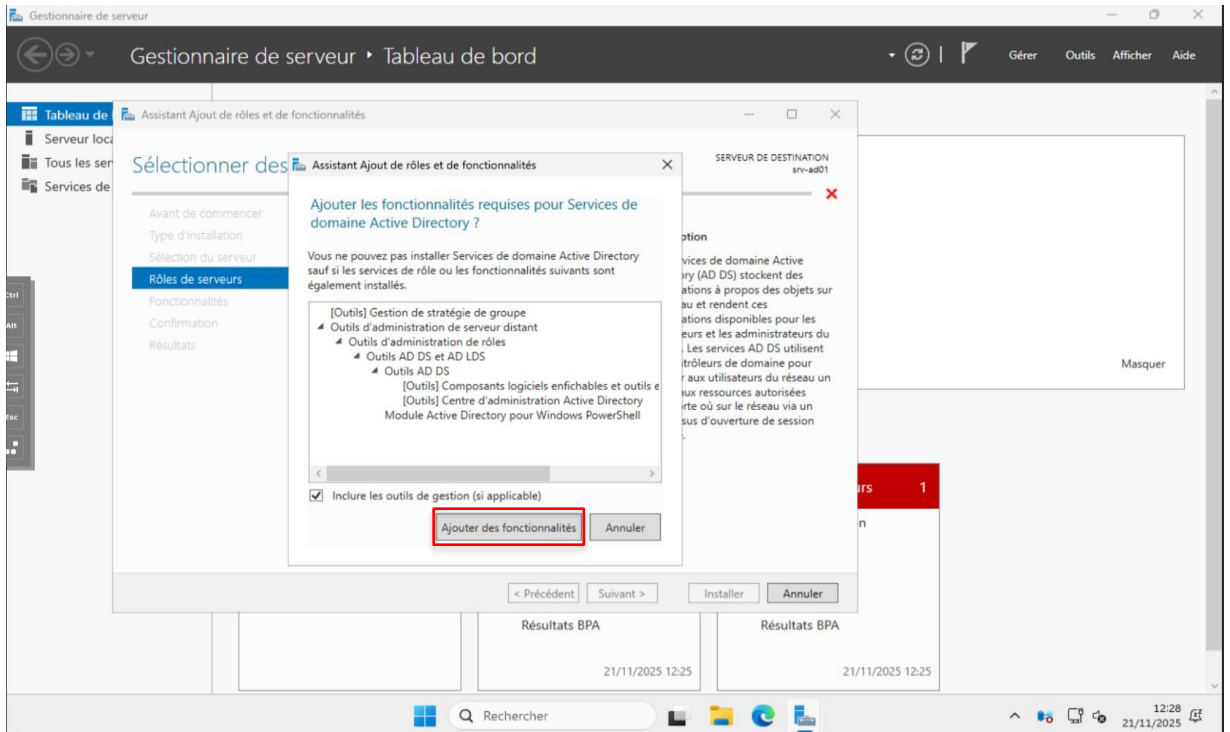 Gestionnaire de serveur
Gestionnaire de serveur ‣ Tableau de bord
Gérer Outils Afficher Aide
Tableau de
Serveur loca
Tous les ser
Services de
Assistant Ajout de rôles et de fonctionnalités
Sélectionner des
SERVEUR DE DESTINATION
srv-ad01
Avant de commencer
Type d'installation
Sélection du serveur
Rôles de serveurs
Fonctionnalités
Confirmation
Résultats
Assistant Ajout de rôles et de fonctionnalités
Ajouter les fonctionnalités requises pour Services de
domaine Active Directory ?
Vous ne pouvez pas installer Services de domaine Active Directory
sauf si les services de rôle ou les fonctionnalités suivants sont
également installés.
[Outils] Gestion de stratégie de groupe
Outils d'administration de serveur distant
Outils d'administration de rôles
Outils AD DS et AD LDS
Outils AD DS
[Outils] Composants logiciels enfichables et outils e
[Outils] Centre d'administration Active Directory
Module Active Directory pour Windows PowerShell
Inclure les outils de gestion (si applicable)
Ajouter des fonctionnalités
Annuler
ption
vices de domaine Active
ory (AD DS) stockent des
ations à propos des objets sur
au et rendent ces
ations disponibles pour les
eurs et les administrateurs du
. Les services AD DS utilisent
ntrôleurs de domaine pour
r aux utilisateurs du réseau un
aux ressources autorisées
orte où sur le réseau via un
sus d'ouverture de session
< Précédent
Suivant >
Installer
Annuler
Masquer
urs 1
n
Résultats BPA
21/11/2025 12:25
Résultats BPA
21/11/2025 12:25
Ctrl
Alt
Esc
Rechercher
12:28
21/11/2025